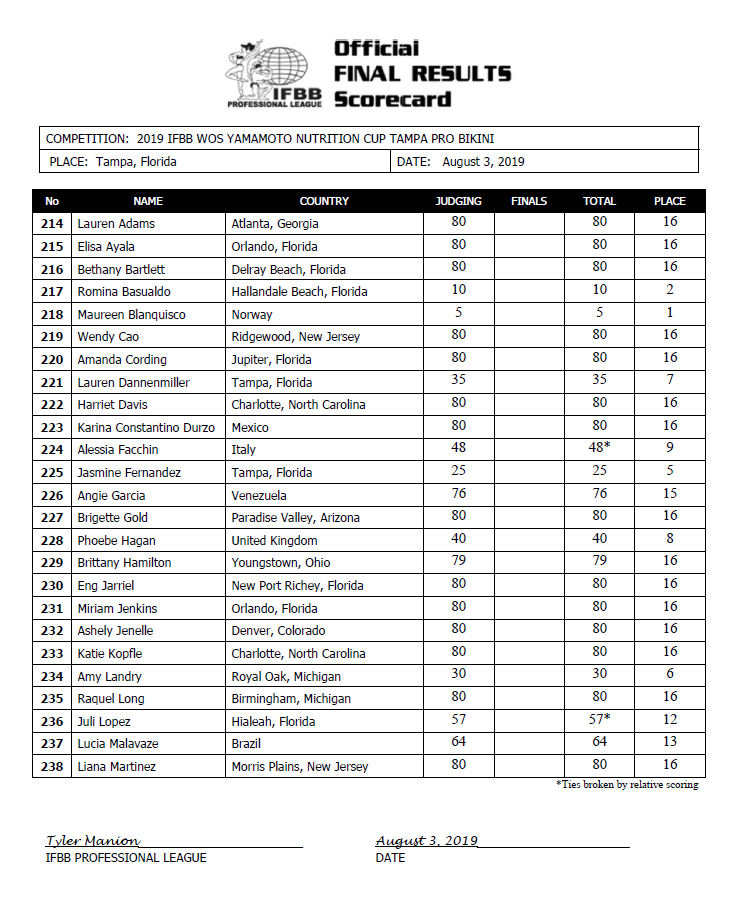 Official
FINAL RESULTS
Scorecard
IFBB
PROFESSIONAL LEAGUE
COMPETITION: 2019 IFBB WOS YAMAMOTO NUTRITION CUP TAMPA PRO BIKINI
PLACE: Tampa, Florida DATE: August 3, 2019
No NAME COUNTRY JUDGING FINALS TOTAL PLACE
214 Lauren Adams Atlanta, Georgia 80 80 16
215 Elisa Ayala Orlando, Florida 80 80 16
216 Bethany Bartlett Delray Beach, Florida 80 80 16
217 Romina Basualdo Hallandale Beach, Florida 10 10 2
218 Maureen Blanquisco Norway 5 5 1
219 Wendy Cao Ridgewood, New Jersey 80 80 16
220 Amanda Cording Jupiter, Florida 80 80 16
221 Lauren Dannenmiller Tampa, Florida 35 35 7
222 Harriet Davis Charlotte, North Carolina 80 80 16
223 Karina Constantino Durzo Mexico 80 80 16
224 Alessia Facchin Italy 48 48* 9
225 Jasmine Fernandez Tampa, Florida 25 25 5
226 Angie Garcia Venezuela 76 76 15
227 Brigette Gold Paradise Valley, Arizona 80 80 16
228 Phoebe Hagan United Kingdom 40 40 8
229 Brittany Hamilton Youngstown, Ohio 79 79 16
230 Eng Jarriel New Port Richey, Florida 80 80 16
231 Miriam Jenkins Orlando, Florida 80 80 16
232 Ashely Jenelle Denver, Colorado 80 80 16
233 Katie Kopfle Charlotte, North Carolina 80 80 16
234 Amy Landry Royal Oak, Michigan 30 30 6
235 Raquel Long Birmingham, Michigan 80 80 16
236 Juli Lopez Hialeah, Florida 57 57* 12
237 Lucia Malavaze Brazil 64 64 13
238 Liana Martinez Morris Plains, New Jersey 80 80 16
*Ties broken by relative scoring
Tyler Manion August 3, 2019
IFBB PROFESSIONAL LEAGUE DATE